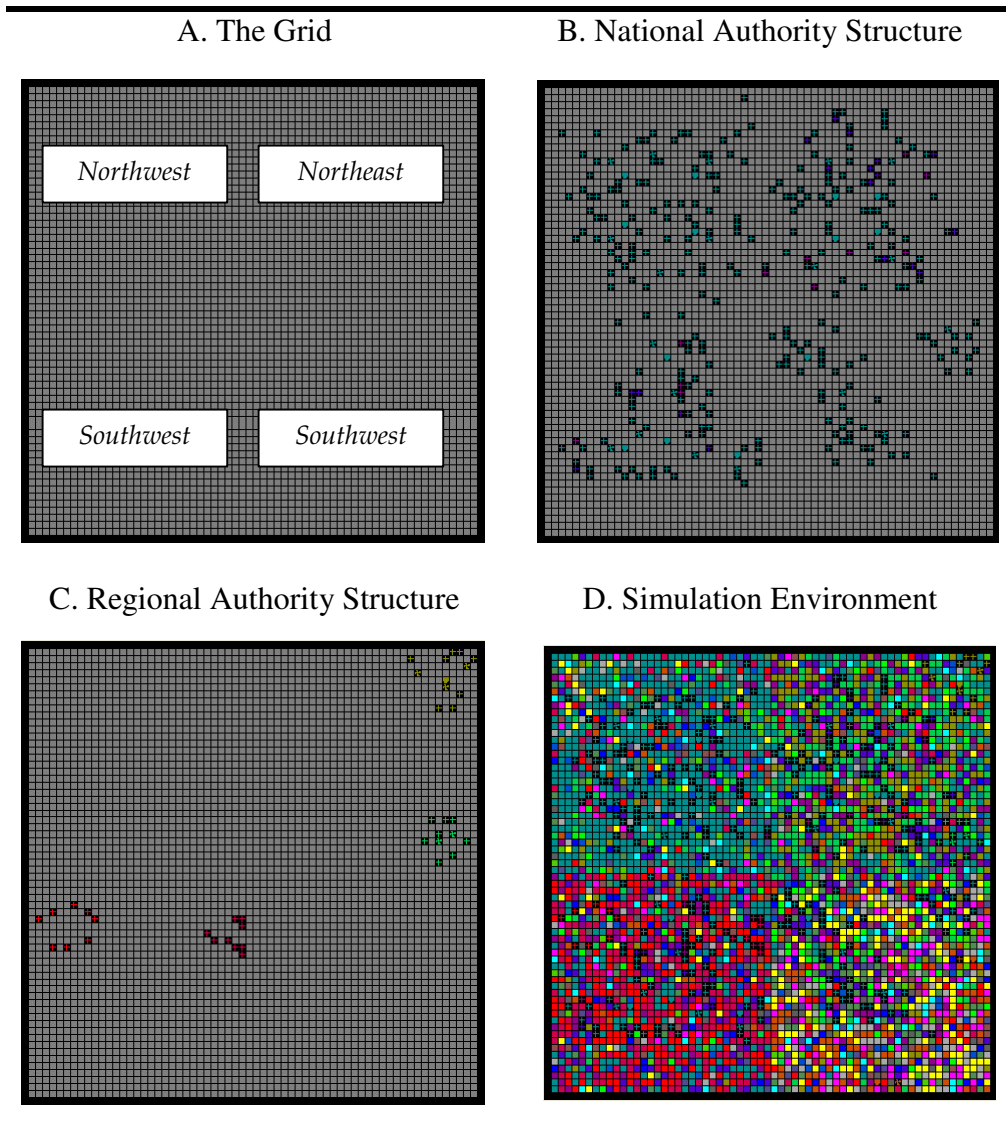 A. The Grid
B. National Authority Structure
Northwest
Northeast
Southwest
Southwest
C. Regional Authority Structure
D. Simulation Environment